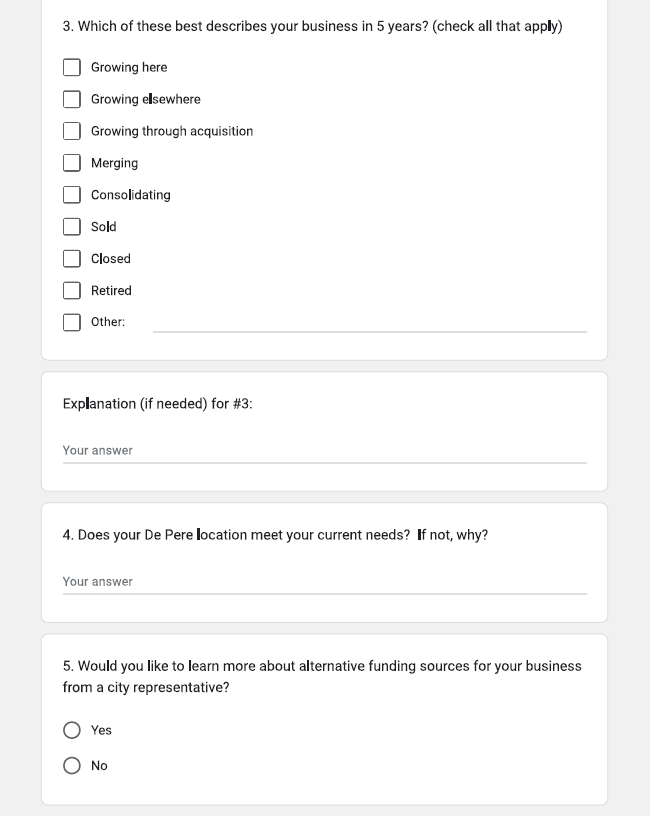 3. Which of these best describes your business in 5 years? (check all that apply)
Growing here
Growing elsewhere
Growing through acquisition
Merging
Consolidating
Sold
Closed
Retired
Other:
Explanation (if needed) for #3:
Your answer
4. Does your De Pere location meet your current needs?  If not, why?
Your answer
5. Would you like to learn more about alternative funding sources for your business
from a city representative?
Yes
No